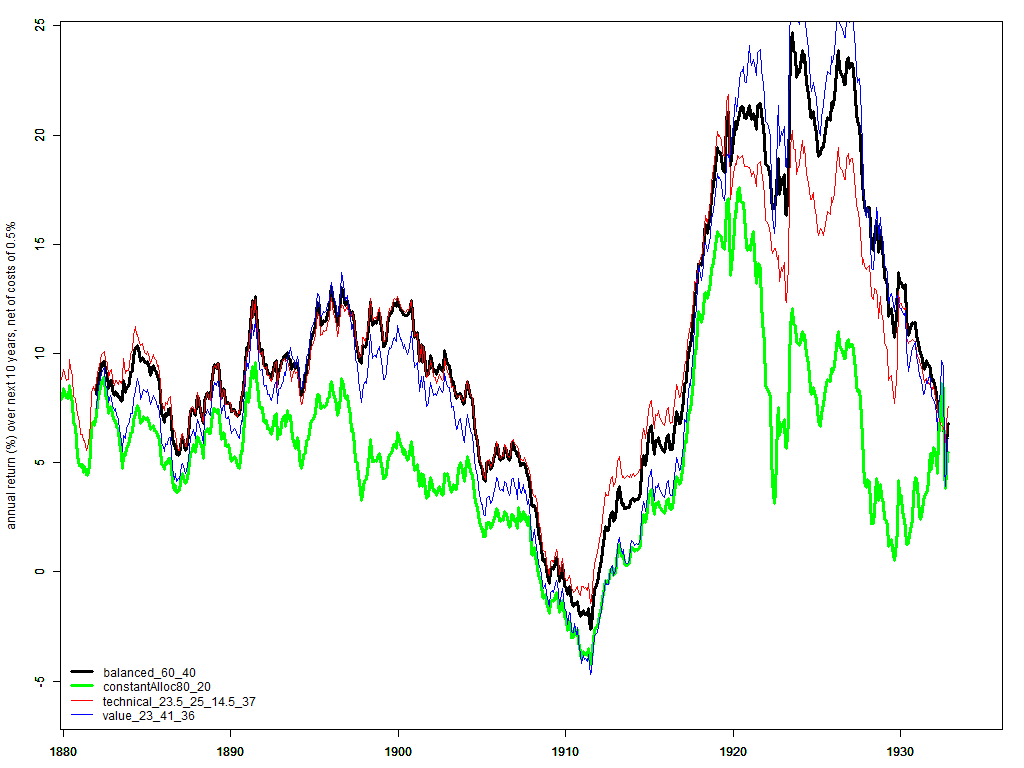 annual return (%) over next 10 years, net of costs of 0.5%
25
20
15
10
5
0
-5
balanced_60_40
constantAlloc80_20
technical_23.5_25_14.5_37
value_23_41_36
1880 1890 1900 1910 1920 1930